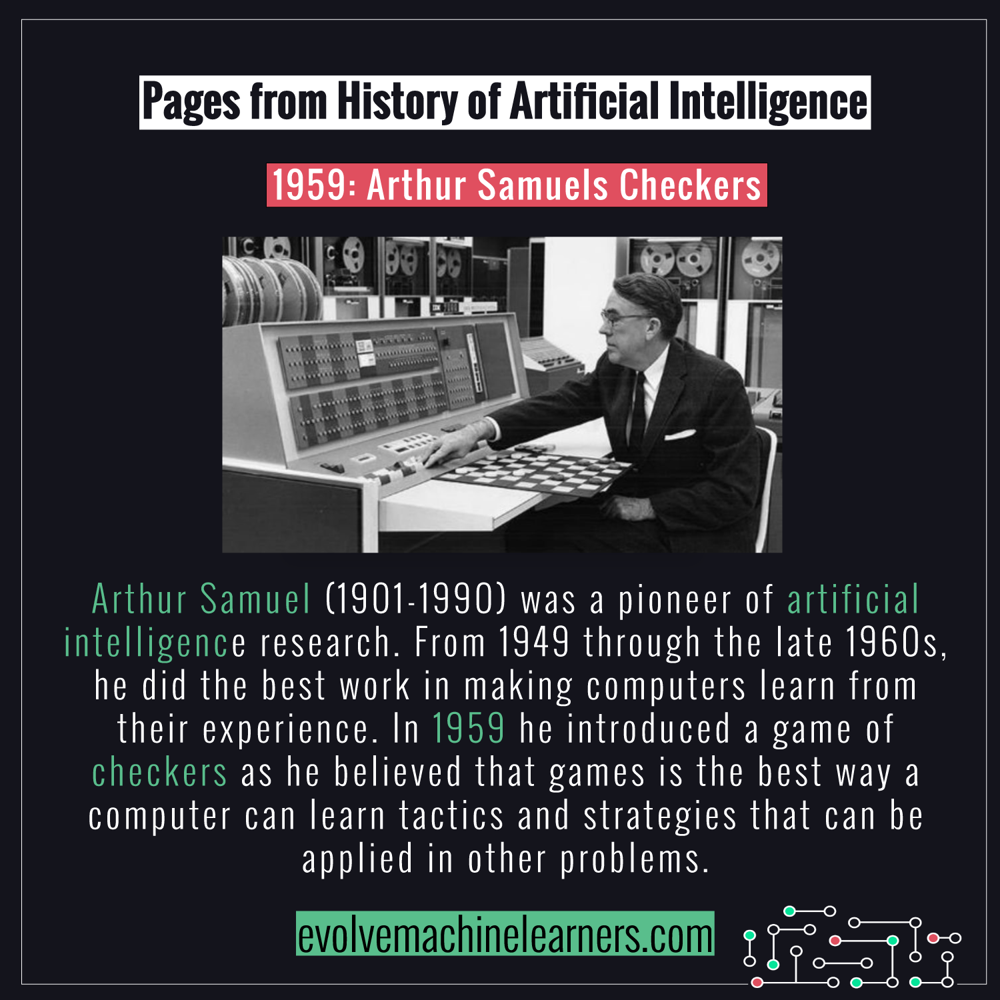 Pages from History of Artificial Intelligence
1959: Arthur Samuels Checkers
IBM
Arthur Samuel (1901-1990) was a pioneer of artificial
intelligence research. From 1949 through the late 1960s,
he did the best work in making computers learn from
their experience. In 1959 he introduced a game of
checkers as he believed that games is the best way a
computer can learn tactics and strategies that can be
applied in other problems.
evolvemachinelearners.com